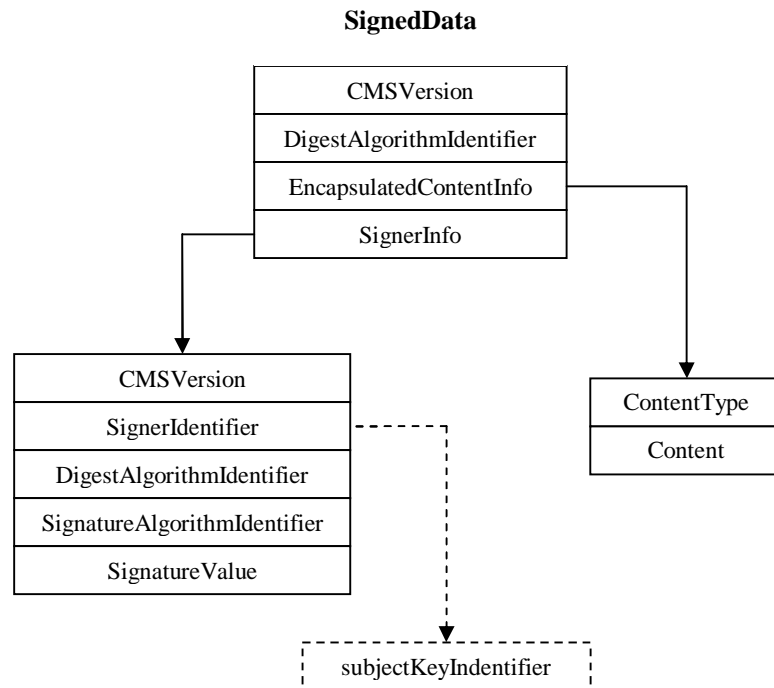 SignedData
CMSVersion
DigestAlgorithmIdentifier
EncapsulatedContentInfo
SignerInfo
CMSVersion
SignerIdentifier
DigestAlgorithmIdentifier
SignatureAlgorithmIdentifier
SignatureValue
ContentType
Content
subjectKeyIndentifier